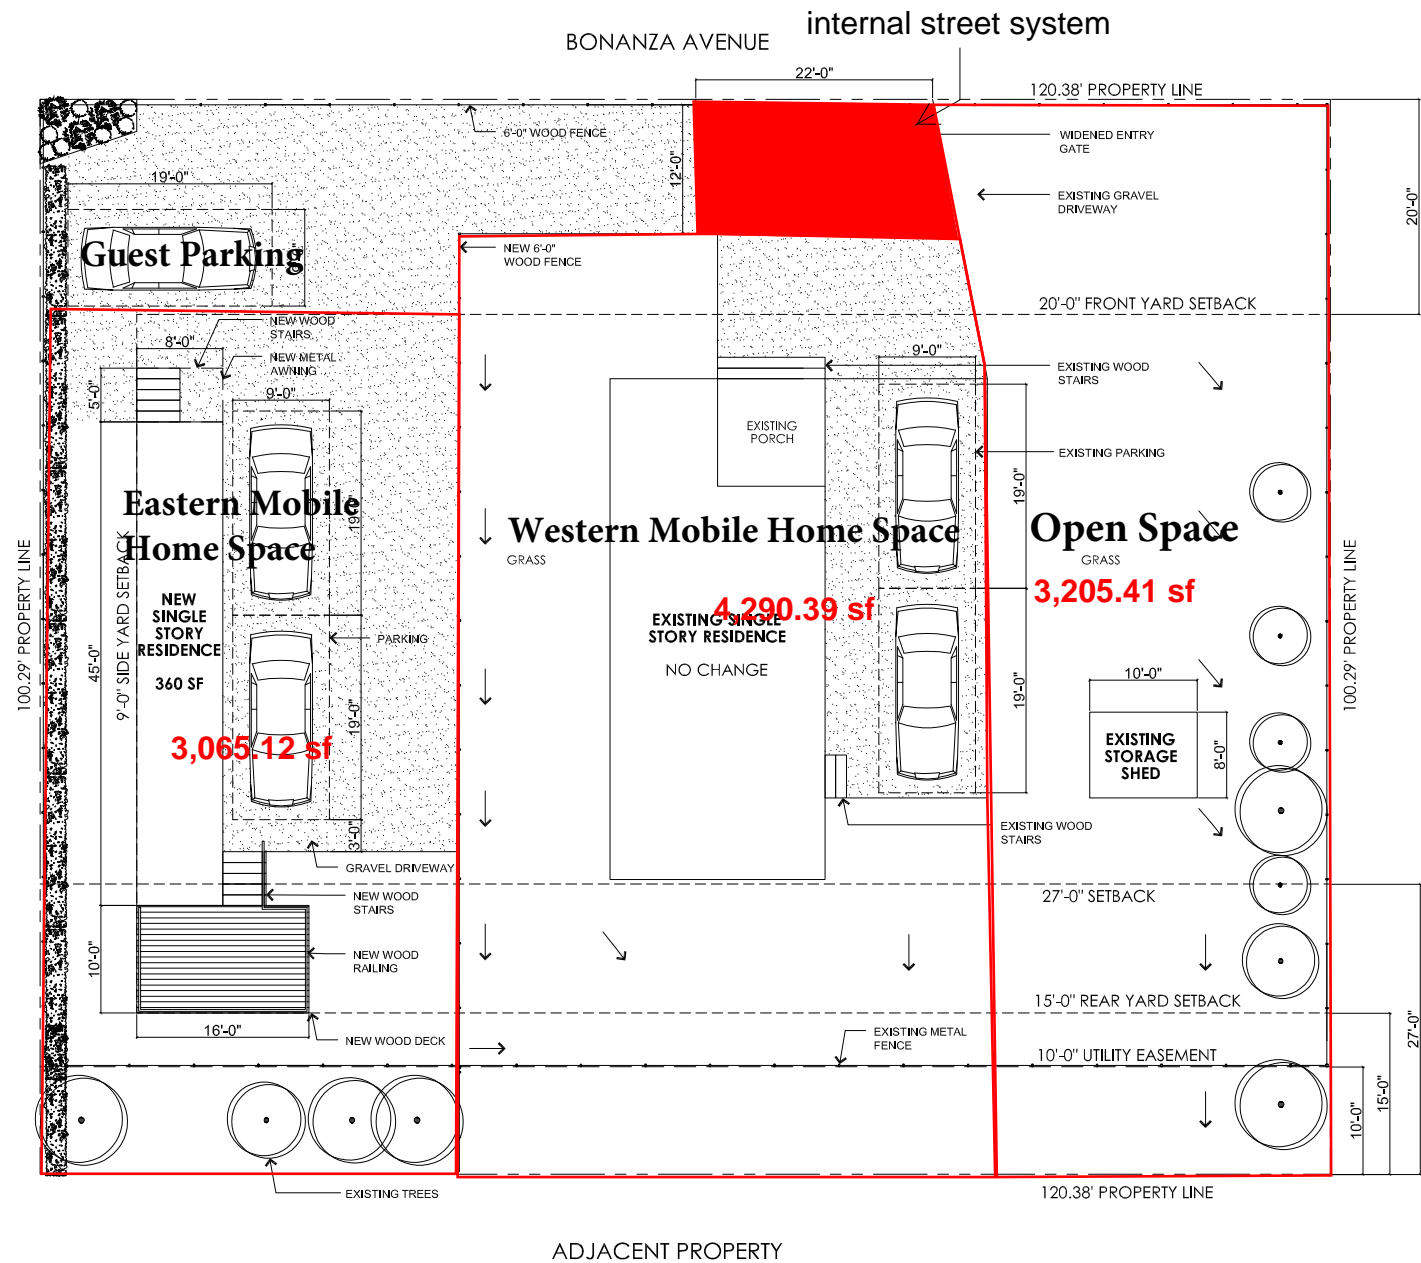 internal street system
BONANZA AVENUE
22'-0"
120.38' PROPERTY LINE
6'-0" WOOD FENCE
WIDENED ENTRY
GATE
12'-0"
19'-0"
EXISTING GRAVEL
DRIVEWAY
20'-0"
Guest Parking
NEW 6'-0"
WOOD FENCE
20'-0" FRONT YARD SETBACK
NEW WOOD
STAIRS
8'-0"
NEW METAL
AWNING
9'-0"
9'-0"
EXISTING WOOD
STAIRS
5'-0"
EXISTING
PORCH
EXISTING PARKING
19'-0"
19'-0"
Eastern Mobile
Home Space
Western Mobile Home Space
GRASS
Open Space
GRASS
100.29' PROPERTY LINE
9'-0" SIDE YARD SETBACK
100.29' PROPERTY LINE
NEW
SINGLE
STORY
RESIDENCE
360 SF
4,290.39 sf
EXISTING SINGLE
STORY RESIDENCE
NO CHANGE
3,205.41 sf
PARKING
45'-0"
19'-0"
19'-0"
10'-0"
3,065.12 sf
EXISTING
STORAGE
SHED
8'-0"
3'-0"
EXISTING WOOD
STAIRS
GRAVEL DRIVEWAY
NEW WOOD
STAIRS
27'-0" SETBACK
10'-0"
NEW WOOD
RAILING
15'-0" REAR YARD SETBACK
16'-0"
NEW WOOD DECK
EXISTING METAL
FENCE
10'-0" UTILITY EASEMENT
27'-0"
15'-0"
10'-0"
EXISTING TREES
120.38' PROPERTY LINE
ADJACENT PROPERTY